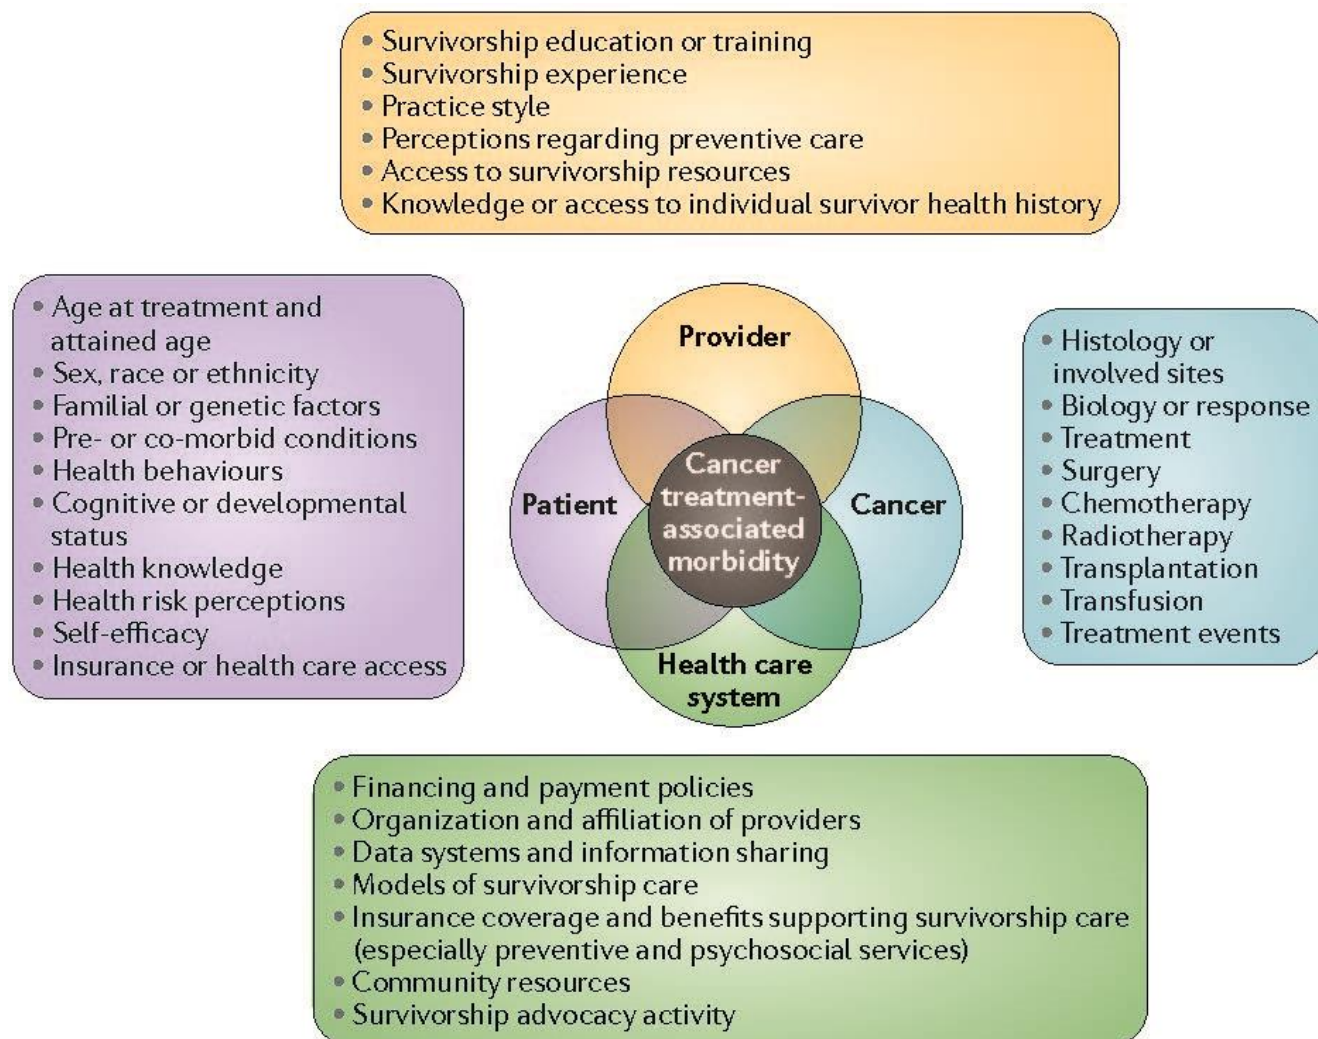 • Survivorship education or training
• Survivorship experience
• Practice style
• Perceptions regarding preventive care
• Access to survivorship resources
• Knowledge or access to individual survivor health history
• Age at treatment and
attained age
• Sex, race or ethnicity
• Familial or genetic factors
• Pre- or co-morbid conditions
• Health behaviours
• Cognitive or developmental
status
• Health knowledge
• Health risk perceptions
• Self-efficacy
• Insurance or health care access
Provider
Patient
Cancer
treatment-
associated
morbidity
Cancer
Health care
system
• Histology or
involved sites
• Biology or response
• Treatment
• Surgery
• Chemotherapy
• Radiotherapy
• Transplantation
• Transfusion
• Treatment events
• Financing and payment policies
• Organization and affiliation of providers
• Data systems and information sharing
• Models of survivorship care
• Insurance coverage and benefits supporting survivorship care
(especially preventive and psychosocial services)
• Community resources
• Survivorship advocacy activity